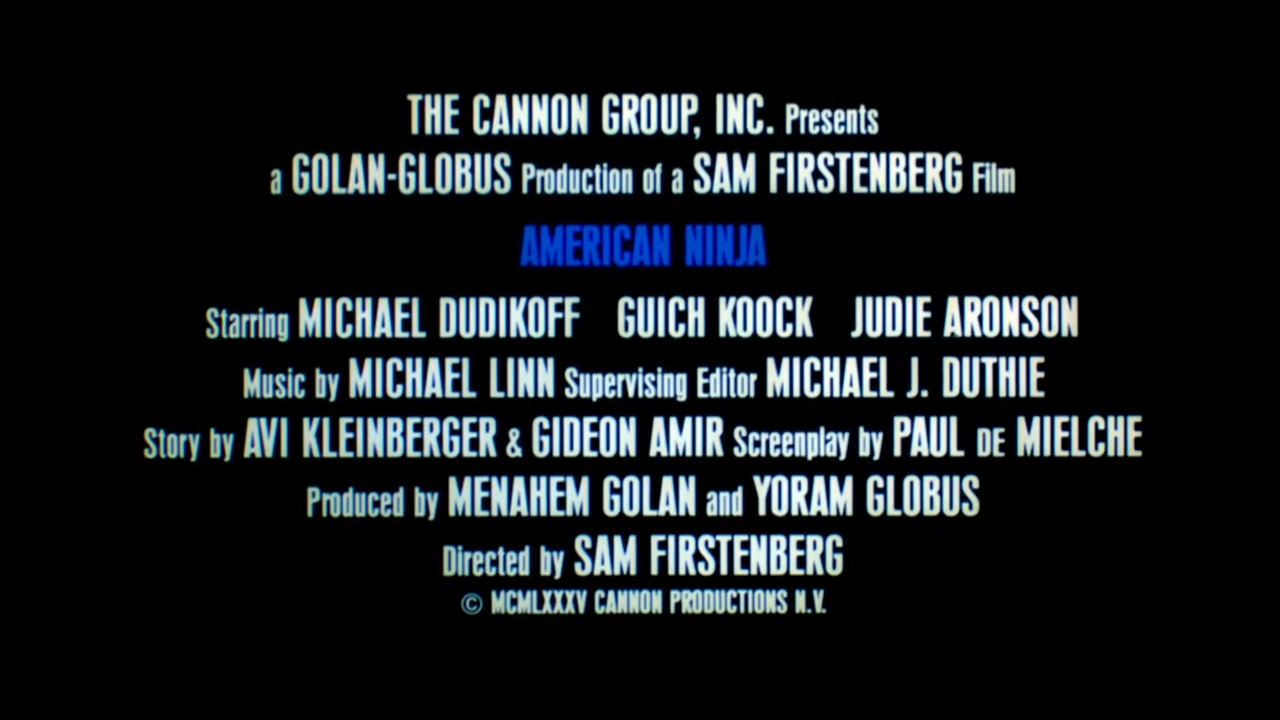 THE CANNON GROUP, INC. Presents
a GOLAN-GLOBUS Production of a SAM FIRSTENBERG Film
AMERICAN NINJA
Starring MICHAEL DUDIKOFF GUICH KOOCK JUDIE ARONSON
Music by MICHAEL LINN Supervising Editor MICHAEL J. DUTHIE
Story by AVI KLEINBERGER & GIDEON AMIR Screenplay by PAUL DE MIELCHE
Produced by MENAHEM GOLAN and YORAM GLOBUS
Directed by SAM FIRSTENBERG
© MCMLXXXV CANNON PRODUCTIONS N.V.